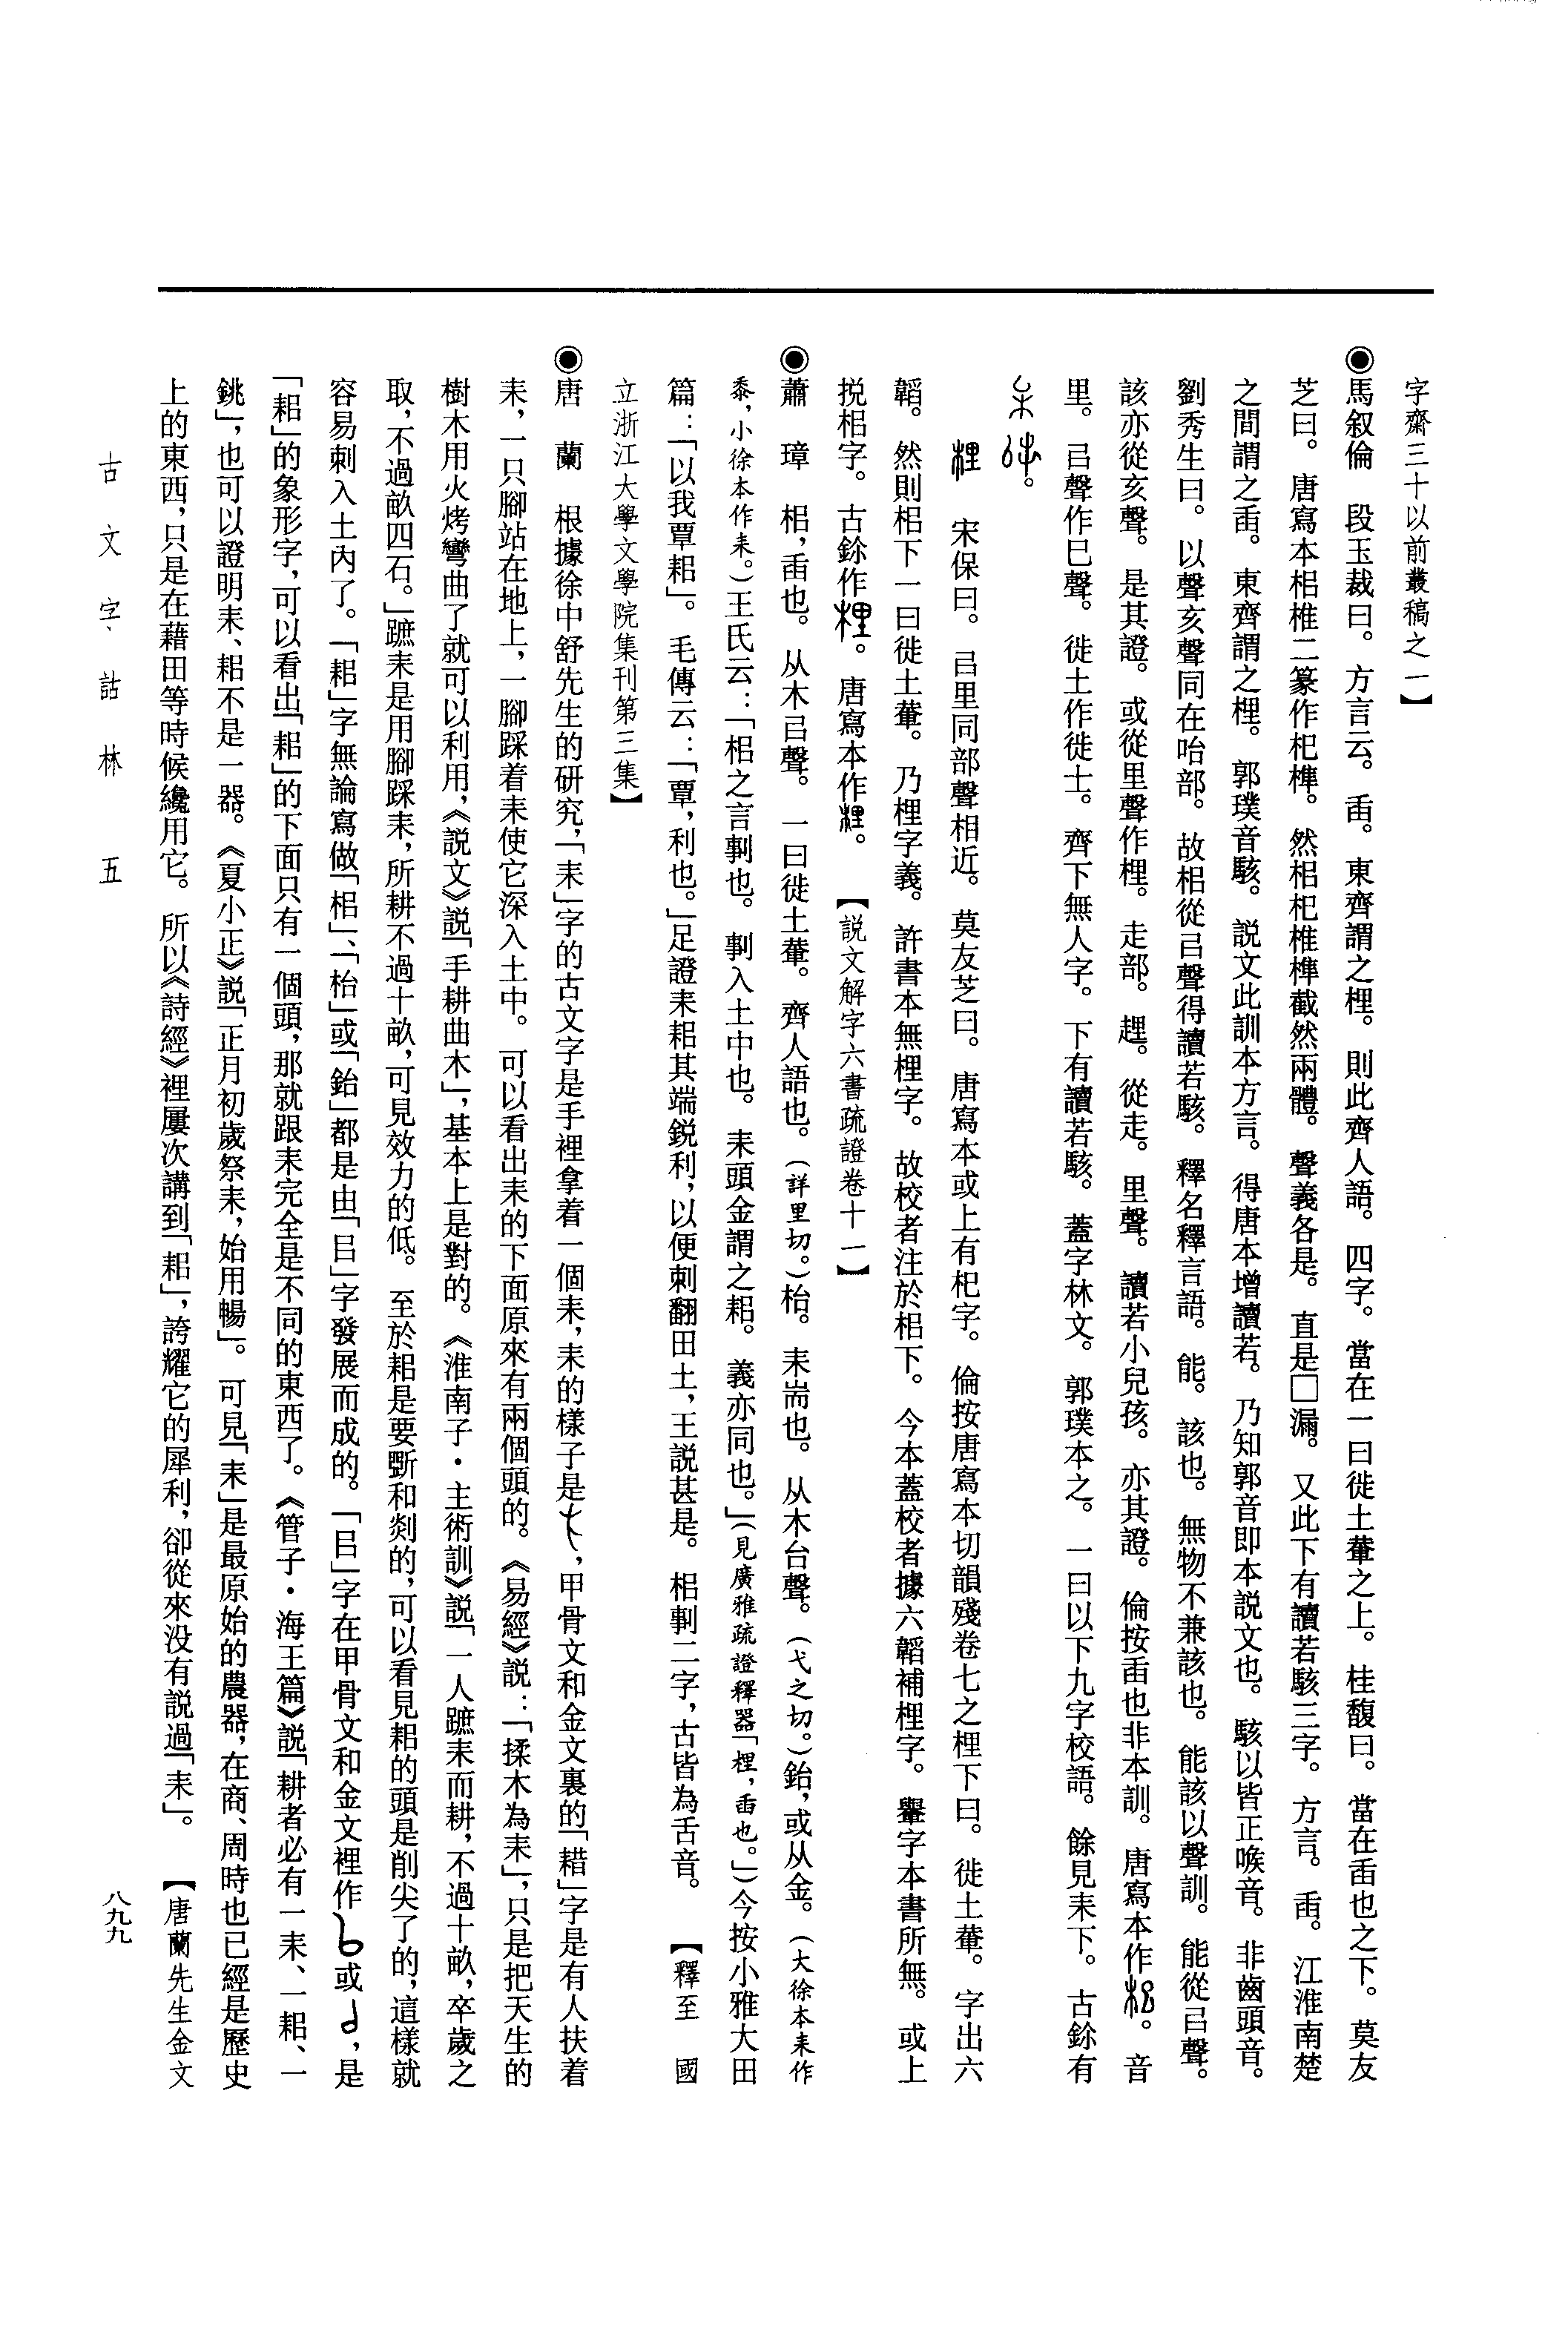 字齋三十以前叢稿之一】
◉馬叙倫　段玉裁曰。方言云。臿。東齊謂之梩。則此齊人語。四字。當在一曰徙土輂之上。桂馥曰。當在臿也之下。莫友
芝曰。唐寫本梠椎二篆作杞榫。然梠杞椎榫截然兩體。聲義各是。直是□漏。又此下有讀若駭三字。方言。臿。江淮南楚
之間謂之臿。東齊謂之梩。郭璞音駭。説文此訓本方言。得唐本增讀若。乃知郭音即本説文也。駭以皆正喉音。非齒頭音。
劉秀生曰。以聲亥聲同在咍部。故梠從㠯聲得讀若駭。釋名釋言語。能。該也。無物不兼該也。能該以聲訓。能從㠯聲。
該亦從亥聲。是其證。或從里聲作梩。走部。趩。從走。里聲。讀若小兒孩。亦其證。倫按臿也非本訓。唐寫本作。音
里。㠯聲作巳聲。徙土作徙士。齊下無人字。下有讀若駭。蓋字林文。郭璞本之。一曰以下九字校語。餘見耒下。古鉩有
。
梩　宋保曰。㠯里同部聲相近。莫友芝曰。唐寫本或上有杞字。倫按唐寫本切韻殘卷七之梩下曰。徙土輂。字出六
韜。然則梠下一曰徙土輂。乃梩字義。許書本無梩字。故校者注於梠下。今本蓋校者據六韜補梩字。轝字本書所無。或上
挩梠字。古鉩作。唐寫本作梩。【説文解字六書疏證卷十一】
◉蕭　璋　梠，臿也。从木㠯聲。一曰徙土輂。齊人語也。（詳里切。）枱。耒耑也。从木台聲。（弋之切。）鈶，或从金。（大徐本耒作
黍，小徐本作耒。）王氏云：「梠之言剚也。剚入土中也。耒頭金謂之耜。義亦同也。」（見廣雅疏證釋器「梩，臿也。」）今按小雅大田
篇：「以我覃耜」。毛傳云：「覃，利也。」足證耒耜其端鋭利，以便刺翻田土，王説甚是。梠剚二字，古皆為舌音。【釋至　國
立浙江大學文學院集刊第三集】
◉唐　蘭　根據徐中舒先生的研究，「耒」字的古文字是手裡拿着一個耒，耒的樣子是，甲骨文和金文裏的「耤」字是有人扶着
耒，一只腳站在地上，一腳踩着耒使它深入土中。可以看出耒的下面原來有兩個頭的。《易經》説：「揉木為耒」，只是把天生的
樹木用火烤彎曲了就可以利用，《説文》説「手耕曲木」，基本上是對的。《淮南子・主術訓》説「一人蹠耒而耕，不過十畝，卒歲之
取，不過畝四石。」蹠耒是用腳踩耒，所耕不過十畝，可見效力的低。至於耜是要斲和剡的，可以看見耜的頭是削尖了的，這樣就
容易刺入土內了。「耜」字無論寫做「梠」、「枱」或「鈶」都是由「㠯」字發展而成的。「㠯」字在甲骨文和金文裡作或，是
「耜」的象形字，可以看出「耜」的下面只有一個頭，那就跟耒完全是不同的東西了。《管子・海王篇》説「耕者必有一耒、一耜、一
銚」，也可以證明耒、耜不是一器。《夏小正》説「正月初歲祭耒，始用暢」。可見「耒」是最原始的農器，在商、周時也已經是歷史
上的東西，只是在藉田等時候纔用它。所以《詩經》裡屢次講到「耜」，誇耀它的犀利，卻從來没有説過「耒」。【唐蘭先生金文
古文字詁林　五
八九九